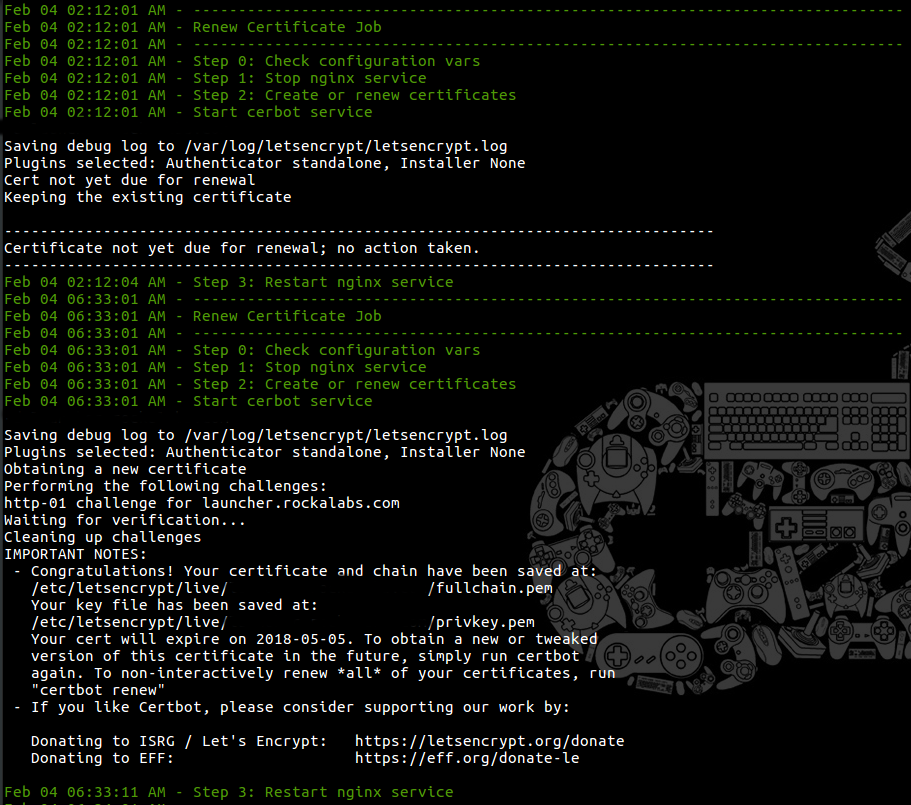 Feb 04 02:12:01 AM - -------------------------------------------------------------------------------
Feb 04 02:12:01 AM - Renew Certificate Job
Feb 04 02:12:01 AM - -------------------------------------------------------------------------------
Feb 04 02:12:01 AM - Step 0: Check configuration vars
Feb 04 02:12:01 AM - Step 1: Stop nginx service
Feb 04 02:12:01 AM - Step 2: Create or renew certificates
Feb 04 02:12:01 AM - Start cerbot service
Saving debug log to /var/log/letsencrypt/letsencrypt.log
Plugins selected: Authenticator standalone, Installer None
Cert not yet due for renewal
Keeping the existing certificate
-------------------------------------------------------------------------------
Certificate not yet due for renewal; no action taken.
-------------------------------------------------------------------------------
Feb 04 02:12:04 AM - Step 3: Restart nginx service
Feb 04 06:33:01 AM - -------------------------------------------------------------------------------
Feb 04 06:33:01 AM - Renew Certificate Job
Feb 04 06:33:01 AM - -------------------------------------------------------------------------------
Feb 04 06:33:01 AM - Step 0: Check configuration vars
Feb 04 06:33:01 AM - Step 1: Stop nginx service
Feb 04 06:33:01 AM - Step 2: Create or renew certificates
Feb 04 06:33:01 AM - Start cerbot service
Saving debug log to /var/log/letsencrypt/letsencrypt.log
Plugins selected: Authenticator standalone, Installer None
Obtaining a new certificate
Performing the following challenges:
http-01 challenge for launcher.rockalabs.com
Waiting for verification...
Cleaning up challenges
IMPORTANT NOTES:
- Congratulations! Your certificate and chain have been saved at:
/etc/letsencrypt/live/ /fullchain.pem
Your key file has been saved at:
/etc/letsencrypt/live/ /privkey.pem
Your cert will expire on 2018-05-05. To obtain a new or tweaked
version of this certificate in the future, simply run certbot
again. To non-interactively renew *all* of your certificates, run
"certbot renew"
- If you like Certbot, please consider supporting our work by:
Donating to ISRG / Let's Encrypt: https://letsencrypt.org/donate
Donating to EFF: https://eff.org/donate-le
Feb 04 06:33:11 AM - Step 3: Restart nginx service